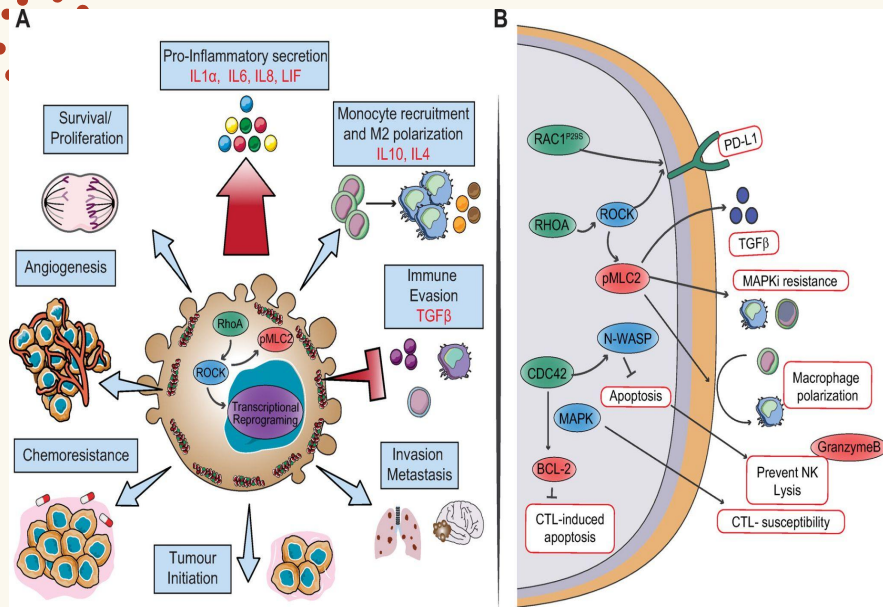 A
Pro-Inflammatory secretion
IL1α, IL6, IL8, LIF
Survival/
Proliferation
Monocyte recruitment
and M2 polarization
IL10, IL4
Angiogenesis
Immune
Evasion
TGFβ
RhoA
pMLC2
ROCK
Transcriptional
Reprograming
Chemoresistance
Invasion
Metastasis
Tumour
Initiation
B
RAC1P29S
PD-L1
RHOA
ROCK
TGFβ
pMLC2
MAPKi resistance
N-WASP
CDC42
Apoptosis
Macrophage
polarization
MAPK
GranzymeB
BCL-2
Prevent NK
Lysis
CTL-induced
apoptosis
CTL- susceptibility